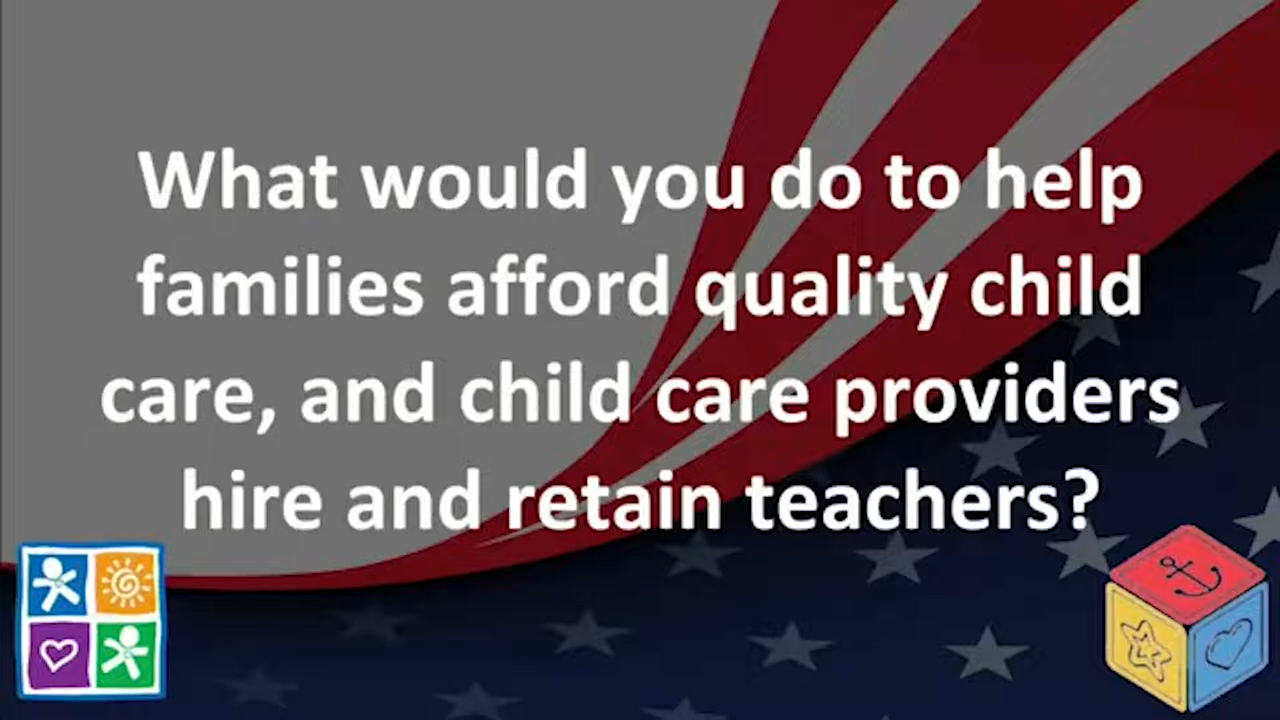 What would you do to help
families afford quality child
care, and child care providers
hire and retain teachers?